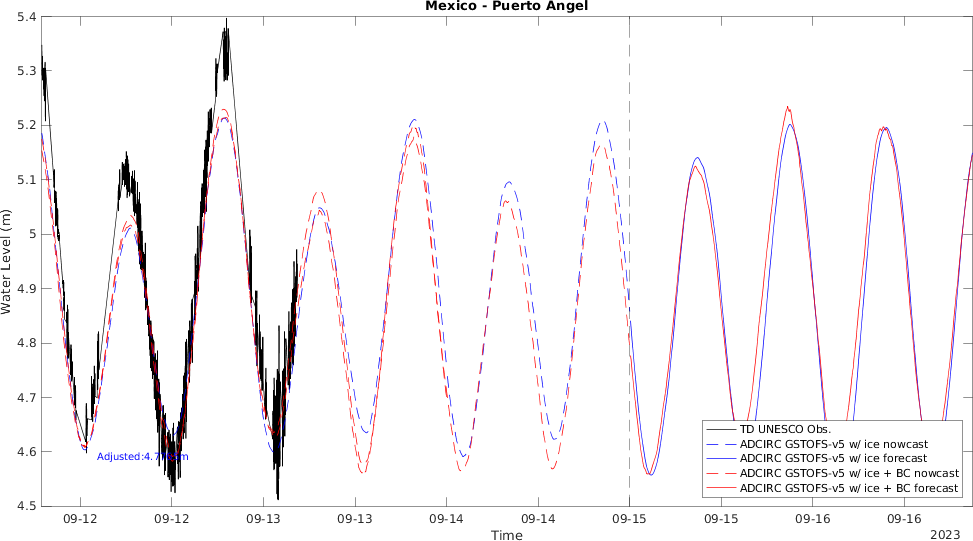 Mexico - Puerto Angel
5.4
5.3
5.2
5.1
5
4.9
4.8
4.7
4.6
4.5
Water Level (m)
TD UNESCO Obs.
ADCIRC GSTOFS-v5 w/ ice nowcast
ADCIRC GSTOFS-v5 w/ ice forecast
ADCIRC GSTOFS-v5 w/ ice + BC nowcast
ADCIRC GSTOFS-v5 w/ ice + BC forecast
09-12 09-12 09-13 09-13 09-14 09-14 09-15 09-15 09-16 09-16
Time
2023